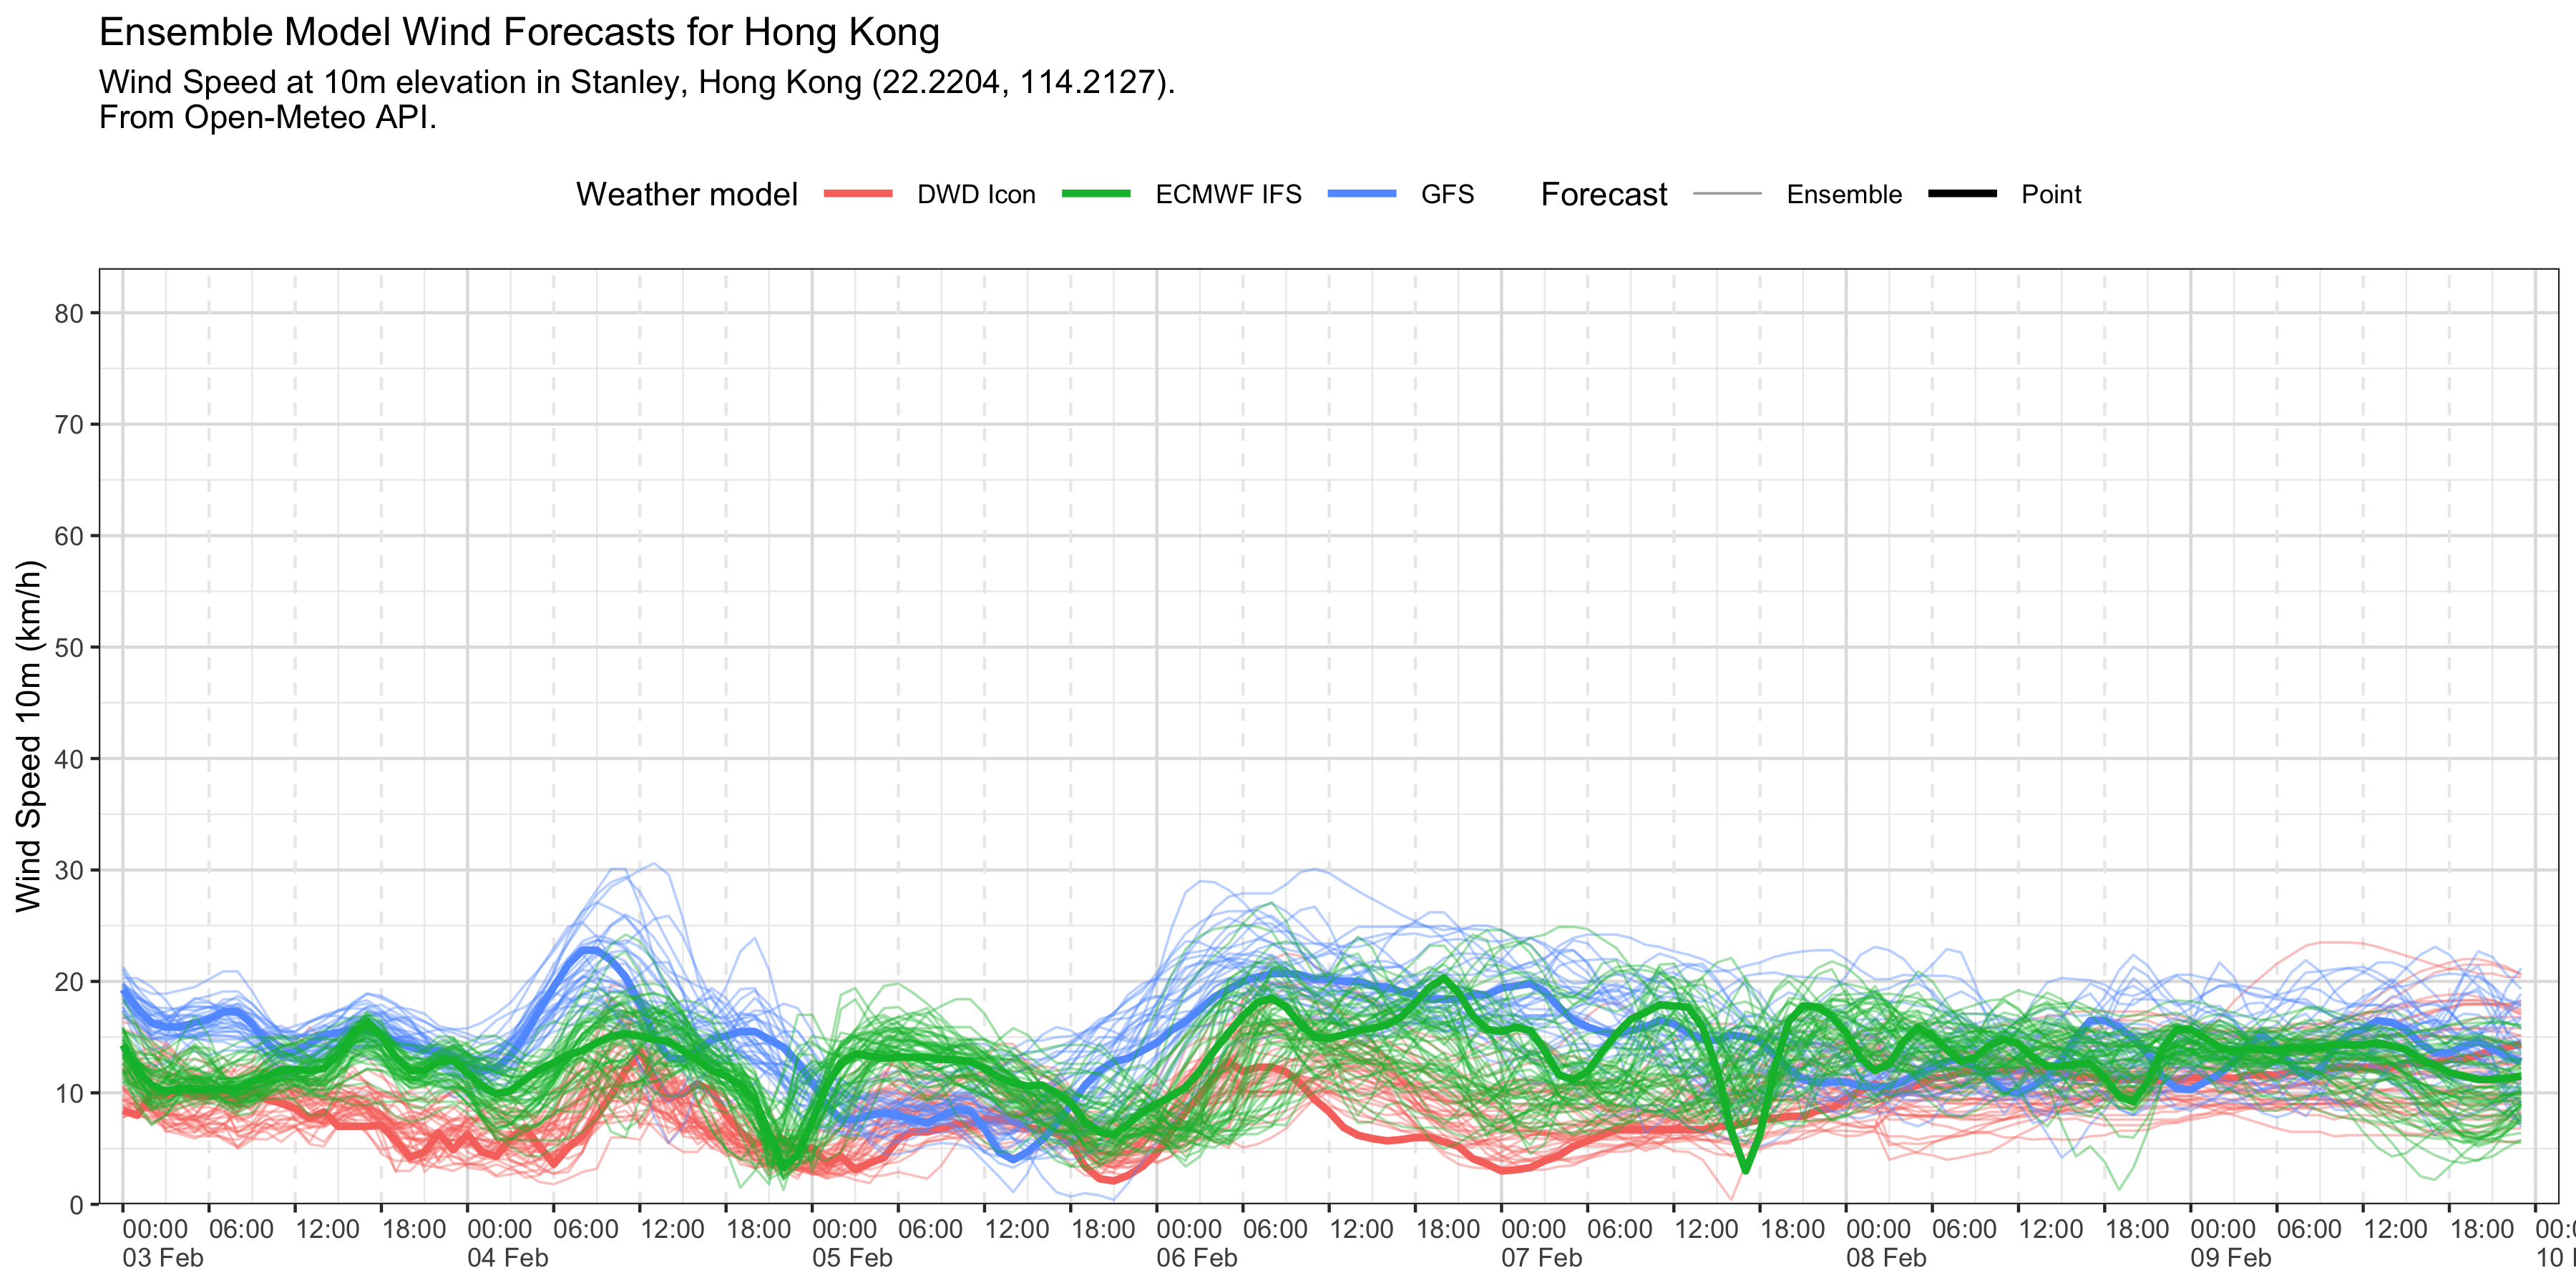 Ensemble Model Wind Forecasts for Hong Kong
Wind Speed at 10m elevation in Stanley, Hong Kong (22.2204, 114.2127).
From Open-Meteo API.
Weather model DWD Icon ECMWF IFS GFS Forecast Ensemble Point
Wind Speed 10m (km/h)
80
70
60
50
40
30
20
10
0
00:00 06:00 12:00 18:00 00:00 06:00 12:00 18:00 00:00 06:00 12:00 18:00 00:00 06:00 12:00 18:00 00:00 06:00 12:00 18:00 00:00 06:00 12:00 18:00 00:00 06:00 12:00 18:00
03 Feb 04 Feb 05 Feb 06 Feb 07 Feb 08 Feb 09 Feb 10